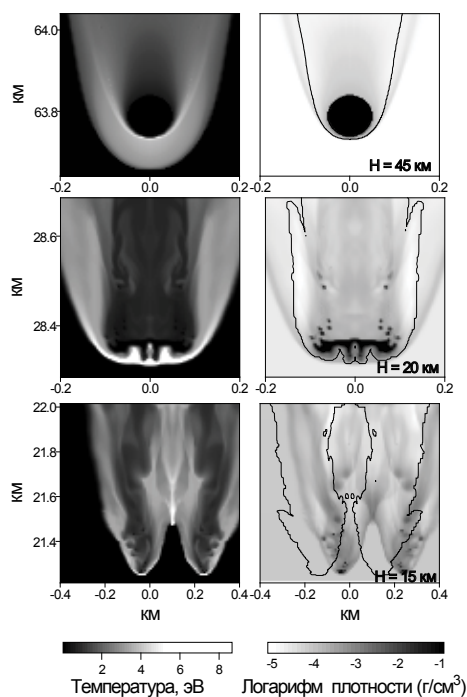 64.0
км
63.8
-0.2 0.0 0.2
H = 45 км
-0.2 0.0 0.2
28.6
км
28.4
-0.2 0.0 0.2
H = 20 км
-0.2 0.0 0.2
22.0
21.8
км
21.6
21.4
-0.4 -0.2 0.0 0.2 0.4
км
H = 15 км
-0.4 -0.2 0.0 0.2 0.4
км
2 4 6 8
Температура, эВ
-5 -4 -3 -2 -1
Логарифм плотности (г/см³)